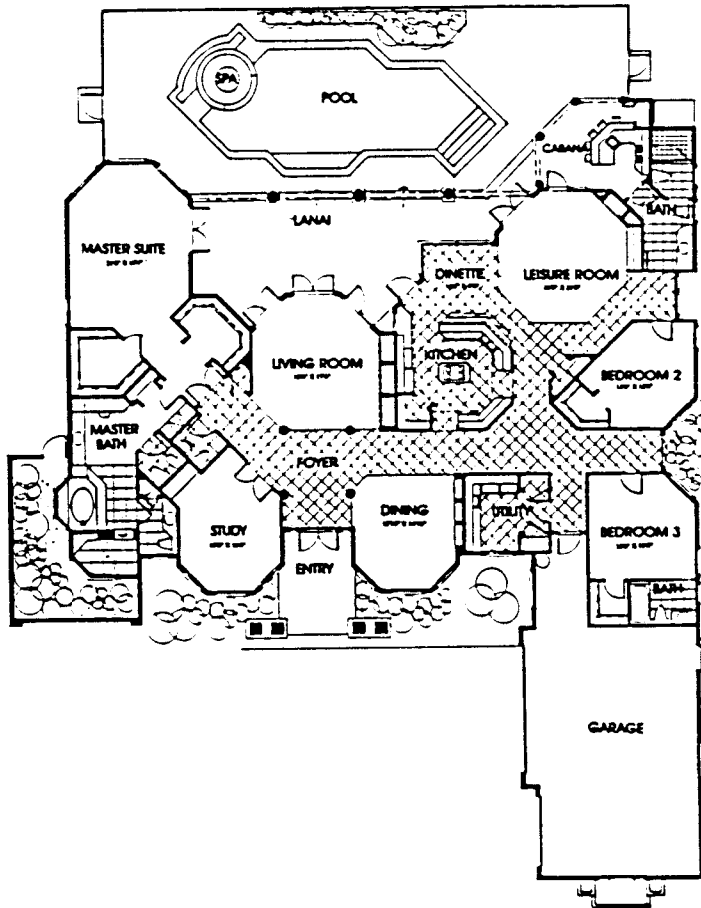 SPA
POOL
CABANA
BATH
LANAI
MASTER SUITE
DINETTE
LEISURE ROOM
LIVING ROOM
KITCHEN
BEDROOM 2
MASTER
BATH
FOYER
DINING
UTILITY
STUDY
BEDROOM 3
ENTRY
BATH
GARAGE